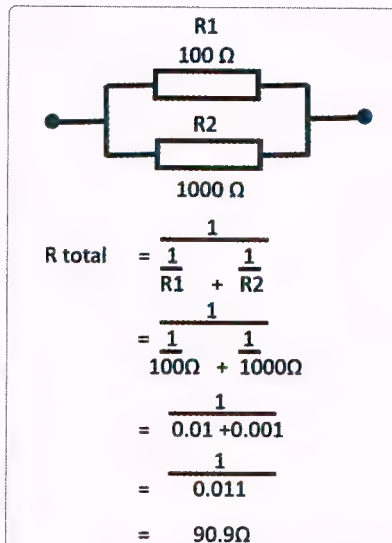 R1
100 Ω
R2
1000 Ω
1
R total = 1 1
R1 + R2
1
= 1 1
100Ω + 1000Ω
1
= 0.01 +0.001
1
= 0.011
= 90.9Ω